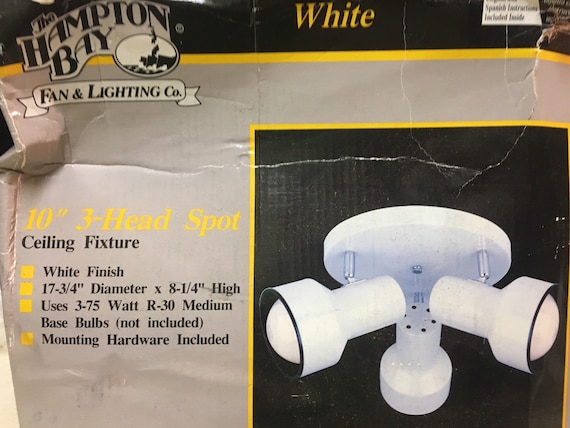 The
HAMPTON
BAY
®
FAN & LIGHTING CO.
White
Spanish Instructions
Included Inside
10" 3-Head Spot
Ceiling Fixture
White Finish
17-3/4" Diameter x 8-1/4" High
Uses 3-75 Watt R-30 Medium
Base Bulbs (not included)
Mounting Hardware Included